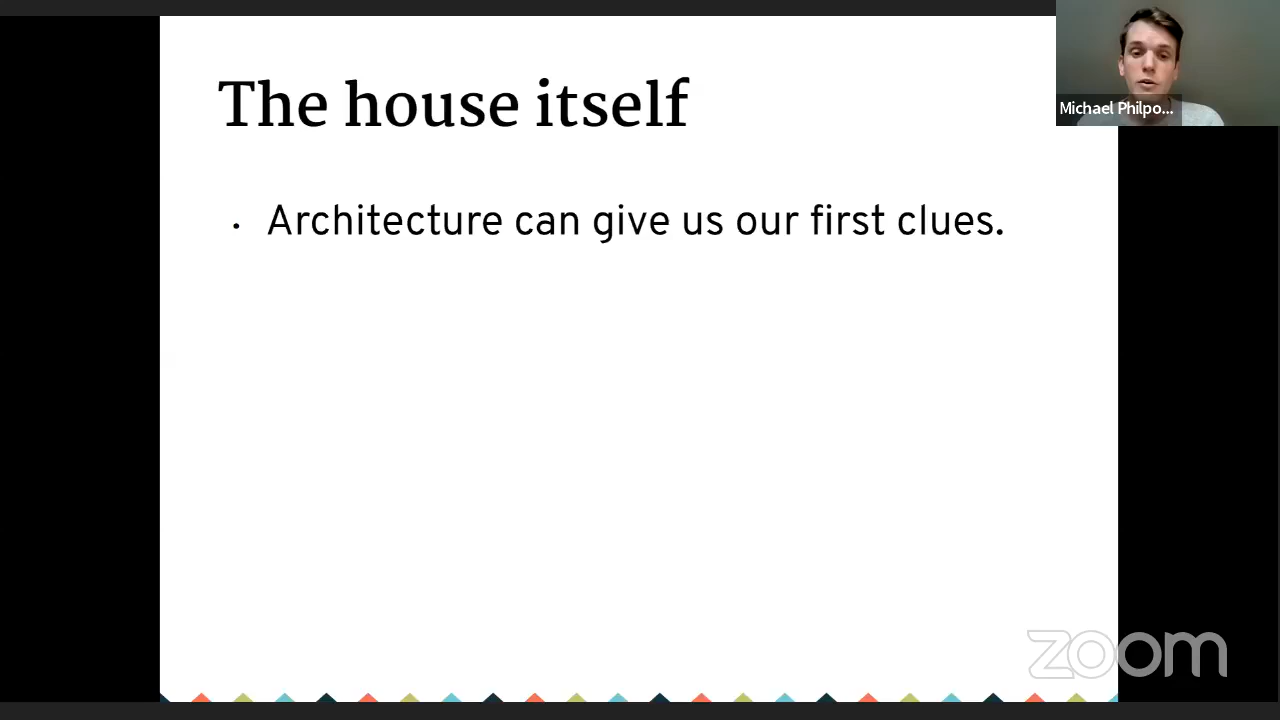 The house itself
Michael Philpo...
• Architecture can give us our first clues.
zoom